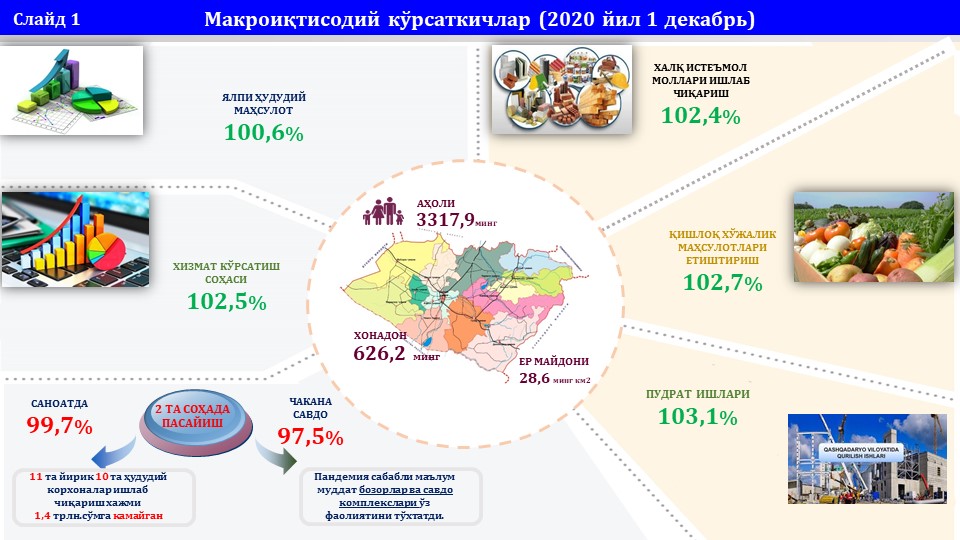 Слайд 1
Макроиқтисодий кўрсаткичлар (2020 йил 1 декабрь)
ЯЛПИ ҲУДУДИЙ
МАҲСУЛОТ
100,6%
ХАЛҚ ИСТЕЪМОЛ
МОЛЛАРИ ИШЛАБ
ЧИҚАРИШ
102,4%
АҲОЛИ
3317,9минг
ХИЗМАТ КЎРСАТИШ
СОҲАСИ
102,5%
ҚИШЛОҚ ХЎЖАЛИК
МАҲСУЛОТЛАРИ
ЕТИШТИРИШ
102,7%
ХОНАДОН
626,2 минг
ЕР МАЙДОНИ
28,6 минг км2
ПУДРАТ ИШЛАРИ
103,1%
QASHQADARYO VILOYATIDA
QURILISH ISHLARI
САНОАТДА
99,7%
2 ТА СОҲАДА
ПАСАЙИШ
ЧАКАНА
САВДО
97,5%
11 та йирик 10 та ҳудудий
корхоналар ишлаб
чиқариш хажми
1,4 трлн.сўмга камайган
Пандемия сабабли маълум
муддат бозорлар ва савдо
комплекслари ўз
фаолиятини тўхтатди.